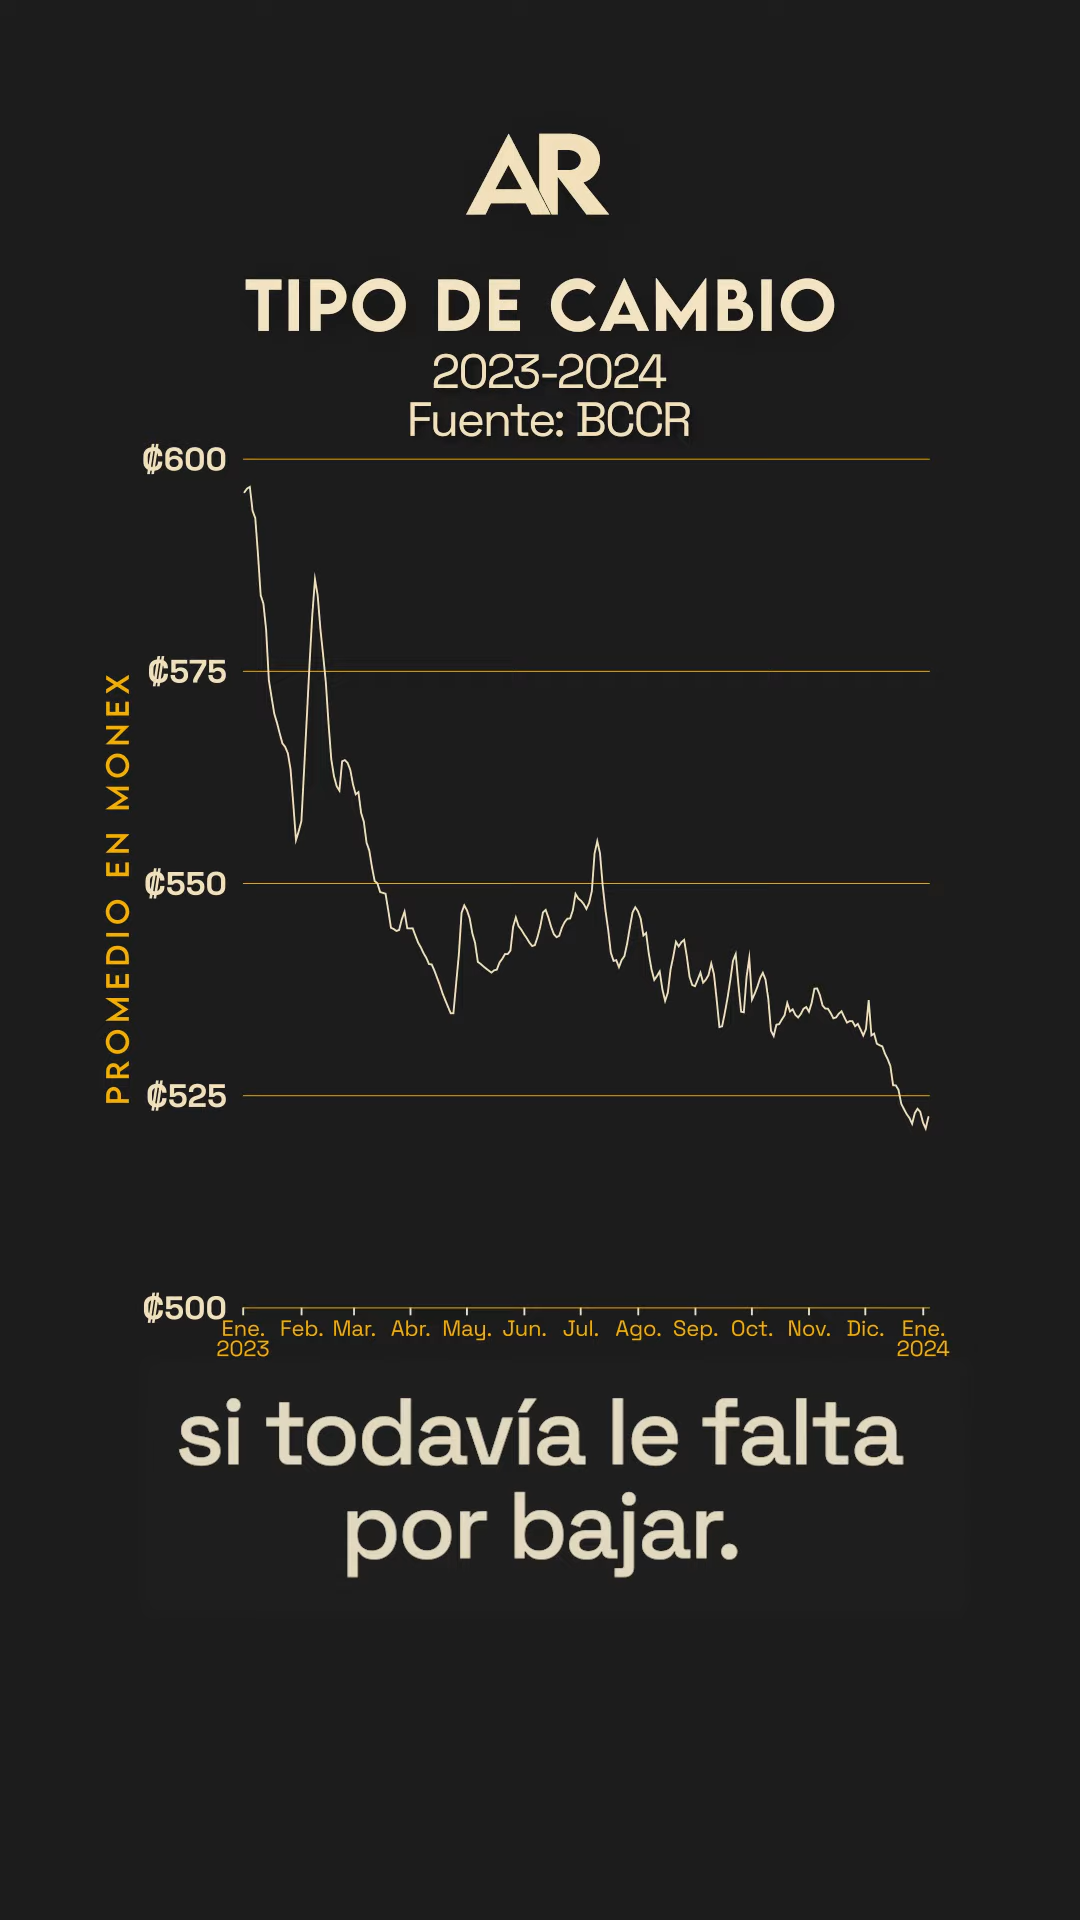 AR
TIPO DE CAMBIO
2023-2024
Fuente: BCCR
₡600
₡575
₡550
₡525
₡500
PROMEDIO EN MONEX
Ene. Feb. Mar. Abr. May. Jun. Jul. Ago. Sep. Oct. Nov. Dic. Ene.
2023 2024
si todavía le falta
por bajar.